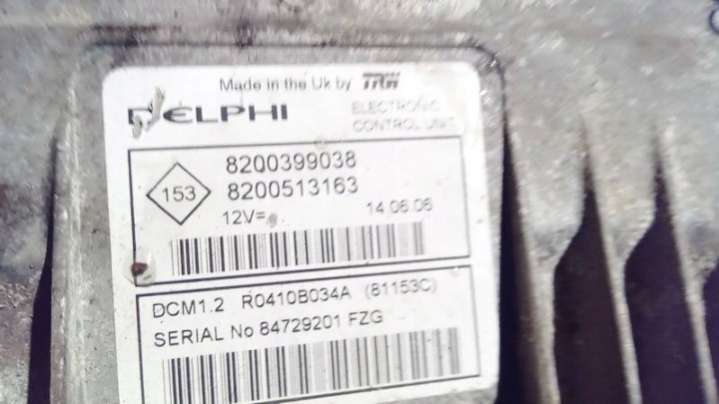 Made in the Uk by TRW
DELPHI
ELECTRONIC
CONTROL UNIT
153
8200399038
8200513163
12V=
14.06.06
DCM1.2 R0410B034A (81153C)
SERIAL No 84729201 FZG